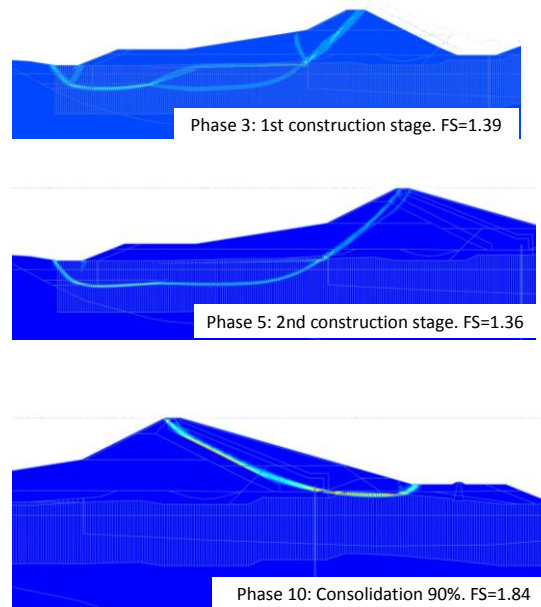 Phase 3: 1st construction stage. FS=1.39
Phase 5: 2nd construction stage. FS=1.36
Phase 10: Consolidation 90%. FS=1.84